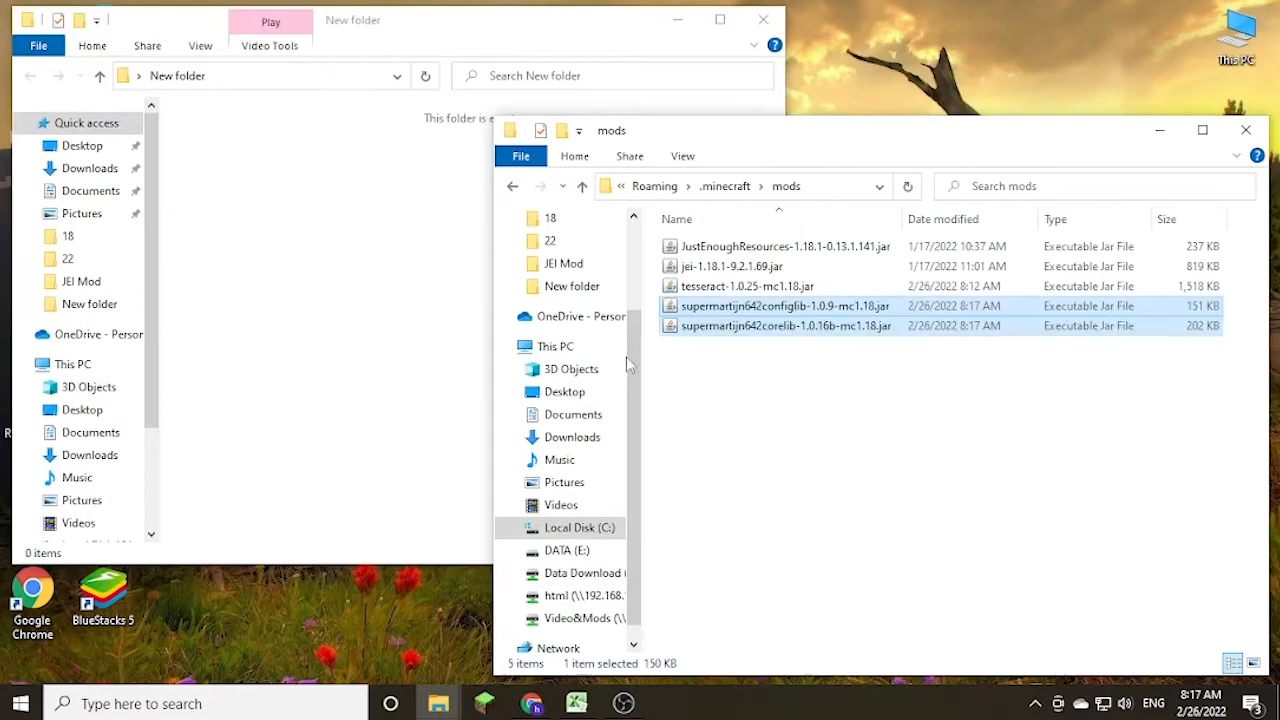 Play
New folder
File
Home
Share
View
Video Tools
New folder
Search New folder
This folder is
Quick access
Desktop
Downloads
Documents
Pictures
18
22
JEI Mod
New folder
OneDrive - Person
This PC
3D Objects
Desktop
Documents
Downloads
Music
Pictures
Videos
0 items
mods
File
Home
Share
View
« Roaming > .minecraft > mods
Search mods
18
22
JEI Mod
New folder
OneDrive - Person
This PC
3D Objects
Desktop
Documents
Downloads
Music
Pictures
Videos
Local Disk (C:)
DATA (E:)
Data Download (
html (\\192.168.
Video&Mods (\\
Network
Name Date modified Type Size
JustEnoughResources-1.18.1-0.13.1.141.jar 1/17/2022 10:37 AM Executable Jar File 237 KB
jei-1.18.1-9.2.1.69.jar 1/17/2022 11:01 AM Executable Jar File 819 KB
tesseract-1.0.25-mc1.18.jar 2/26/2022 8:12 AM Executable Jar File 1,518 KB
supermartijn642configlib-1.0.9-mc1.18.jar 2/26/2022 8:17 AM Executable Jar File 151 KB
supermartijn642corelib-1.0.16b-mc1.18.jar 2/26/2022 8:17 AM Executable Jar File 202 KB
5 items 1 item selected 150 KB
This PC
Google
Chrome
BlueStacks 5
Type here to search
ENG
8:17 AM
2/26/2022
3